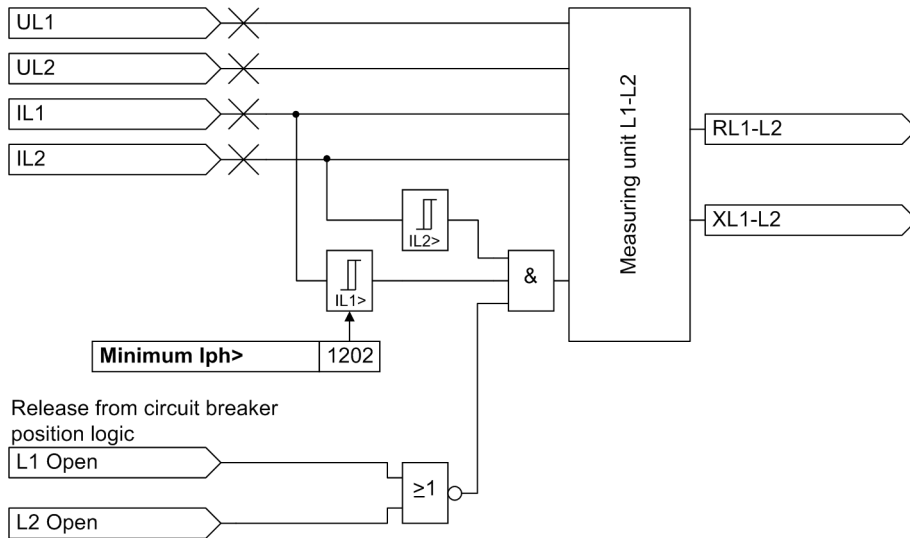 UL1
UL2
IL1
IL2
Measuring unit L1-L2
RL1-L2
XL1-L2
IL2>
IL1>
&
Minimum Iph> 1202
Release from circuit breaker
position logic
L1 Open
L2 Open
≥1